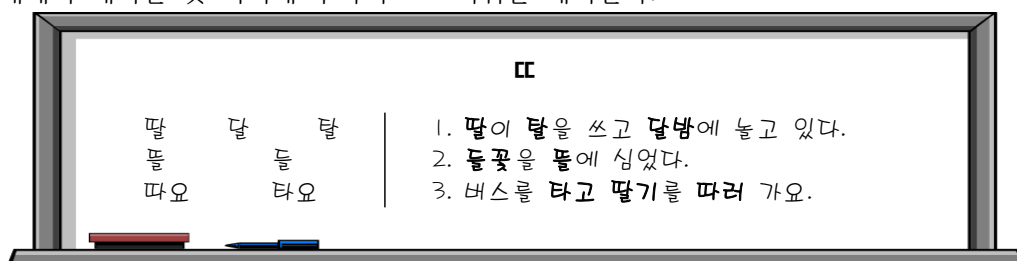 ㄸ
딸 달 탈
뜰 들
따요 타요
1. 딸이 탈을 쓰고 달밤에 놀고 있다.
2. 들꽃을 뜰에 심었다.
3. 버스를 타고 딸기를 따러 가요.